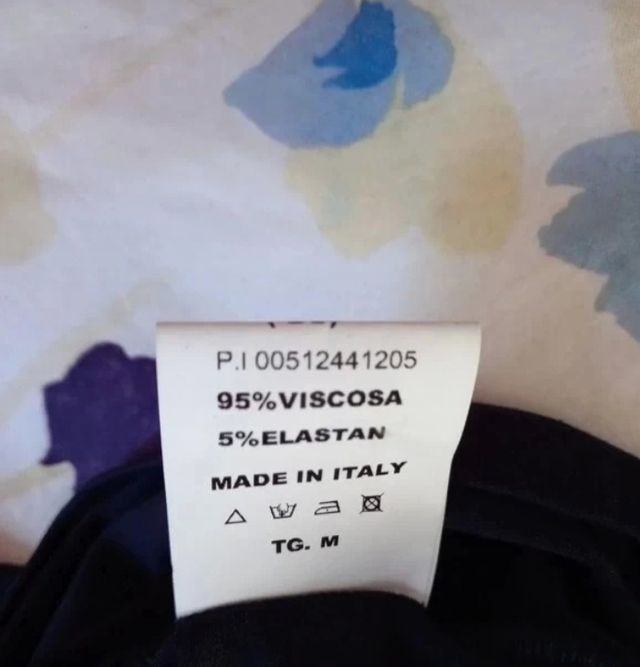 P.I 00512441205
95%VISCOSA
5%ELASTAN
MADE IN ITALY
TG. M